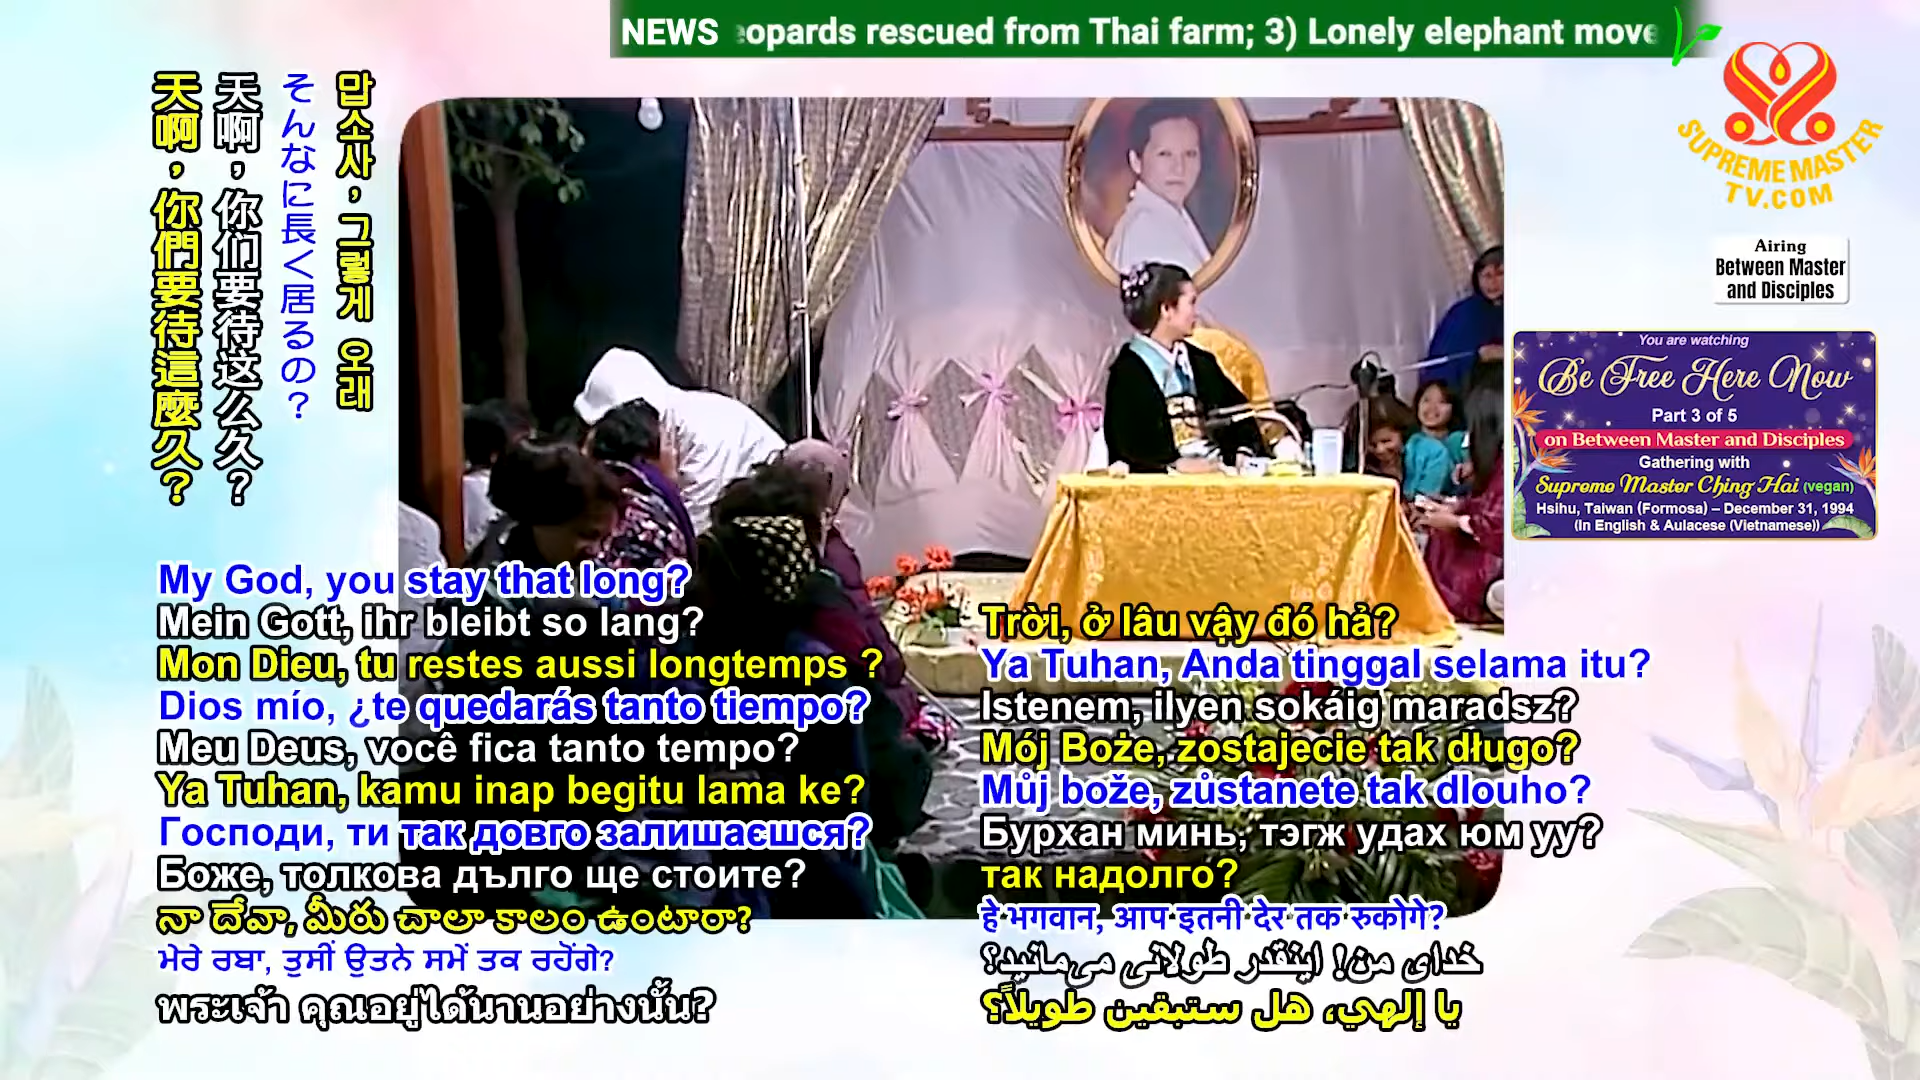 NEWS opards rescued from Thai farm; 3) Lonely elephant move
SUPREME MASTER
TV.COM
Airing
Between Master
and Disciples
You are watching
Be Free Here Now
Part 3 of 5
on Between Master and Disciples
Gathering with
Supreme Master Ching Hai (vegan)
Hsihu, Taiwan (Formosa) – December 31, 1994
(In English & Aulacese (Vietnamese))
天啊，你們要待這麼久？
天啊，你们要待这么久？
そんなに長く居るの？
맙소사, 그렇게 오래
My God, you stay that long?
Mein Gott, ihr bleibt so lang?
Mon Dieu, tu restes aussi longtemps ?
Dios mío, ¿te quedarás tanto tiempo?
Meu Deus, você fica tanto tempo?
Ya Tuhan, kamu inap begitu lama ke?
Господи, ти так довго залишаєшся?
Боже, толкова дълго ще стоите?
నా దేవా, మీరు చాలా కాలం ఉంటారా?
ਮੇਰੇ ਰਬਾ, ਤੁਸੀਂ ਉਤਨੇ ਸਮੇਂ ਤਕ ਰਹੋਂਗੇ?
พระเจ้า คุณอยู่ได้นานอย่างนั้น?
Trời, ở lâu vậy đó hả?
Ya Tuhan, Anda tinggal selama itu?
Istenem, ilyen sokáig maradsz?
Mój Boże, zostajecie tak długo?
Můj bože, zůstanete tak dlouho?
Бурхан минь, тэгж удах юм уу?
так надолго?
हे भगवान, आप इतनी देर तक रुकोगे?
خدای من! اینقدر طولانی می‌مانید؟
يا إلهي، هل ستبقين طويلاً؟